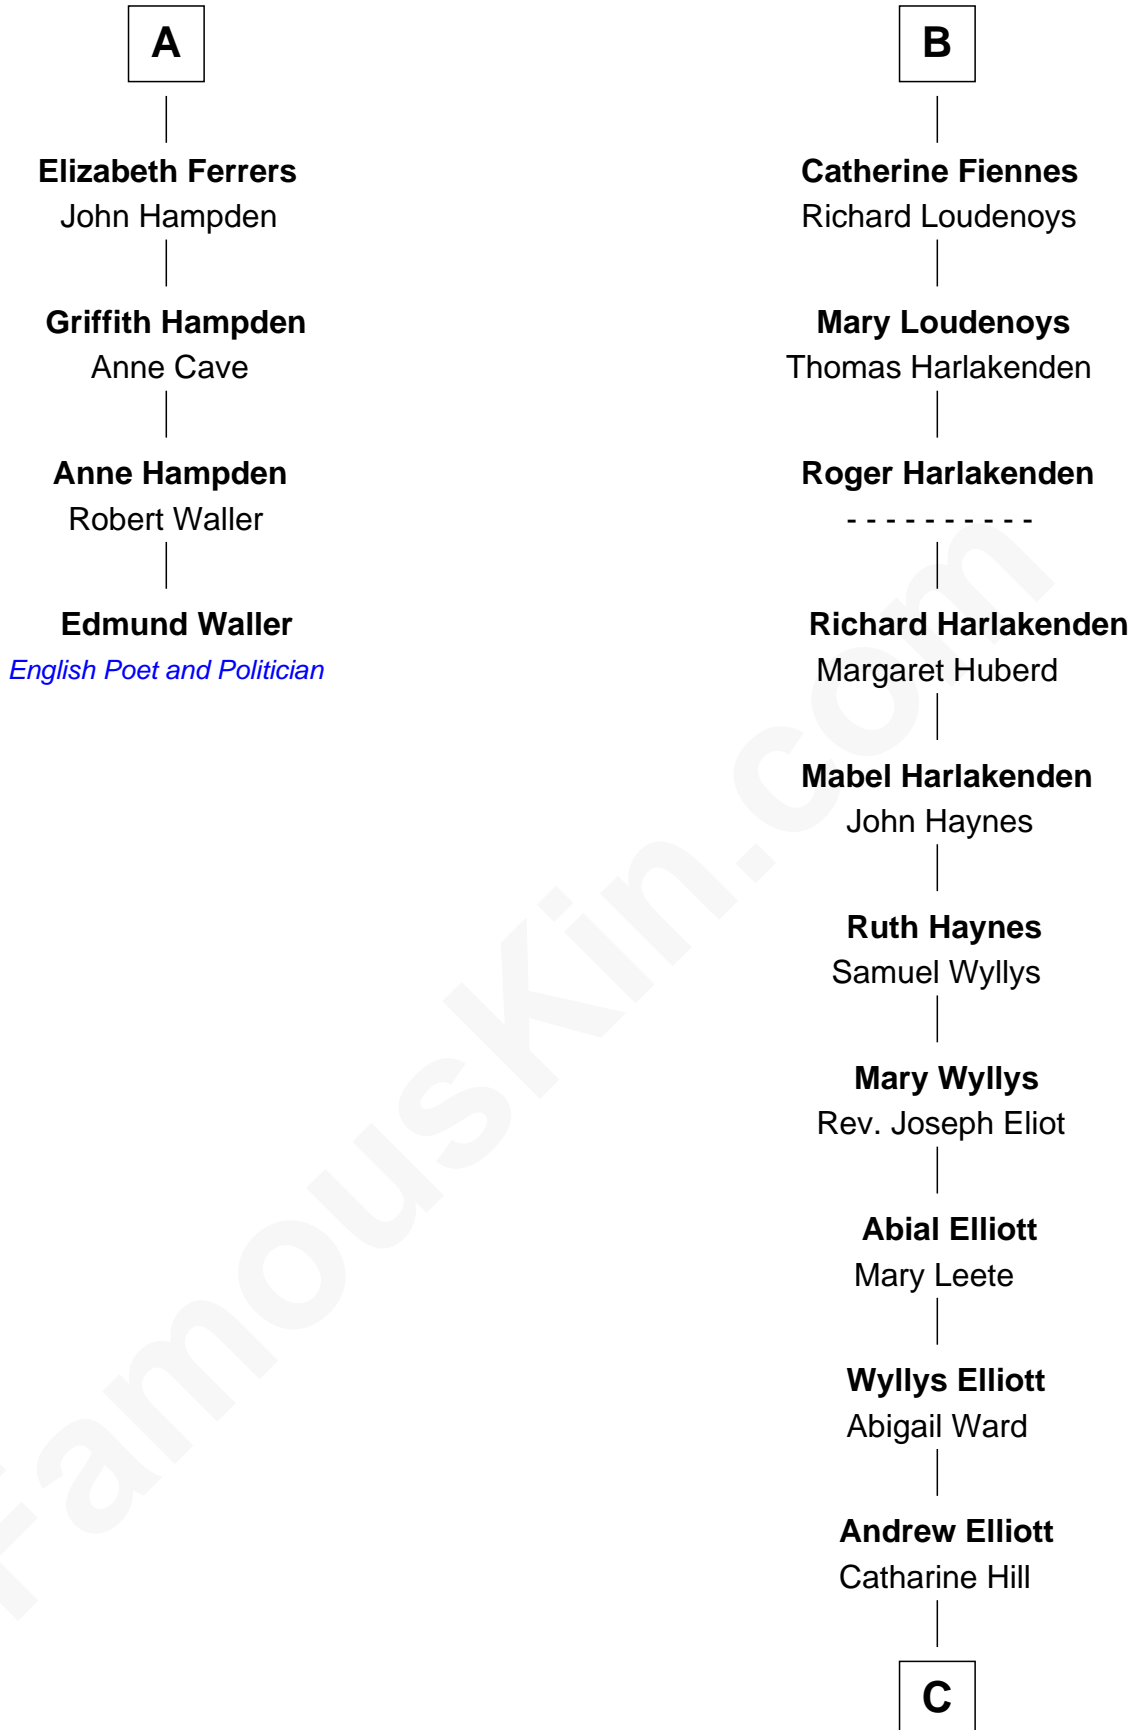 A
Elizabeth Ferrers
John Hampden
Griffith Hampden
Anne Cave
Anne Hampden
Robert Waller
Edmund Waller
English Poet and Politician
B
Catherine Fiennes
Richard Loudenoys
Mary Loudenoys
Thomas Harlakenden
Roger Harlakenden
- - - - - - - - - -
Richard Harlakenden
Margaret Huberd
Mabel Harlakenden
John Haynes
Ruth Haynes
Samuel Wyllys
Mary Wyllys
Rev. Joseph Eliot
Abial Elliott
Mary Leete
Wyllys Elliott
Abigail Ward
Andrew Elliott
Catharine Hill
C
FamousKin.com